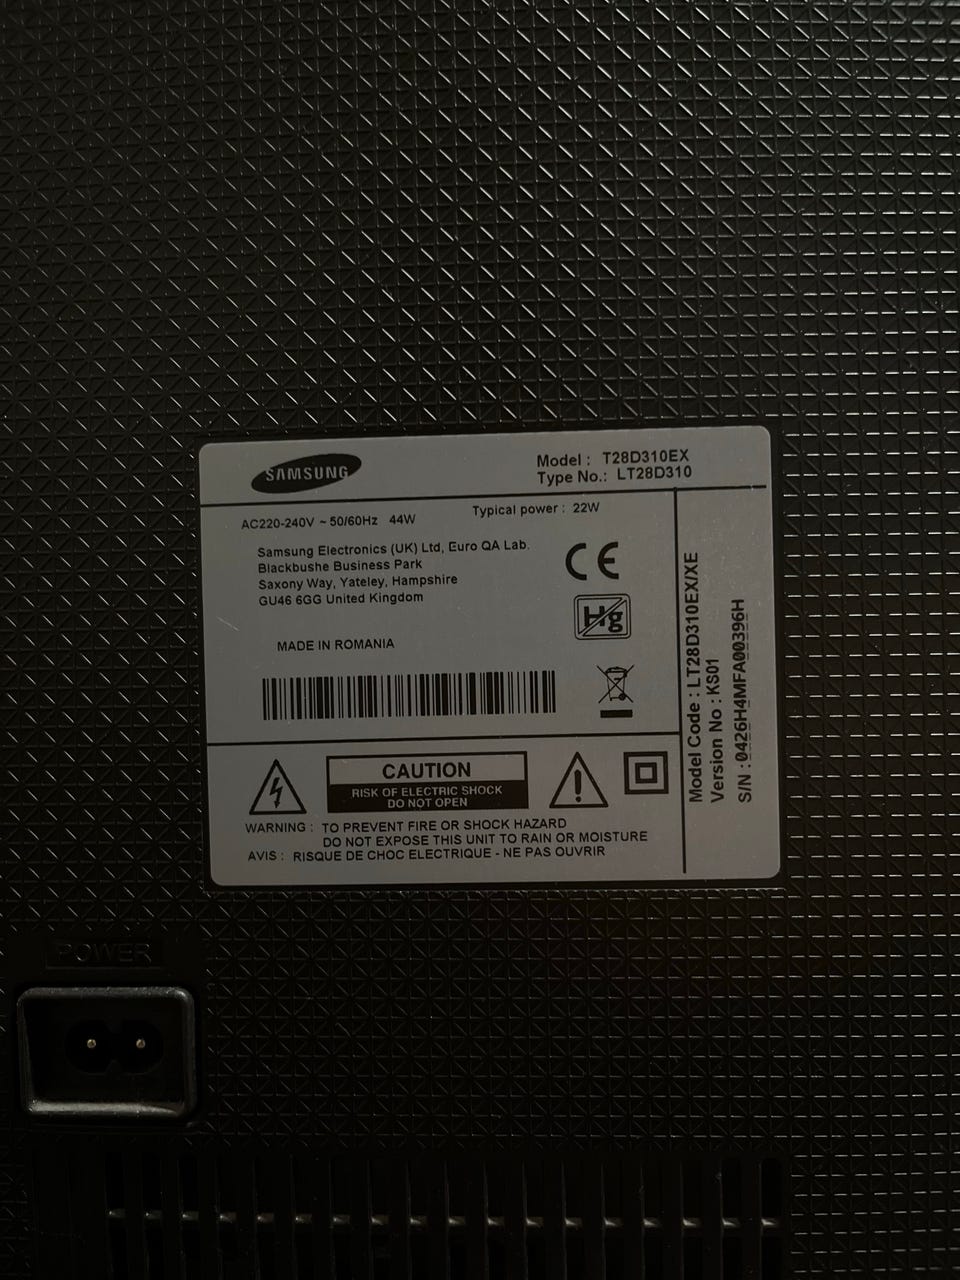 SAMSUNG
Model : T28D310EX
Type No.: LT28D310
AC220-240V ~ 50/60Hz 44W
Typical power : 22W
Samsung Electronics (UK) Ltd, Euro QA Lab.
Blackbushe Business Park
Saxony Way, Yateley, Hampshire
GU46 6GG United Kingdom
CE
Hg
MADE IN ROMANIA
Model Code : LT28D310EX/XE
Version No : KS01
S/N : 0426H4MFA00396H
CAUTION
RISK OF ELECTRIC SHOCK
DO NOT OPEN
WARNING : TO PREVENT FIRE OR SHOCK HAZARD
DO NOT EXPOSE THIS UNIT TO RAIN OR MOISTURE
AVIS : RISQUE DE CHOC ELECTRIQUE - NE PAS OUVRIR
POWER